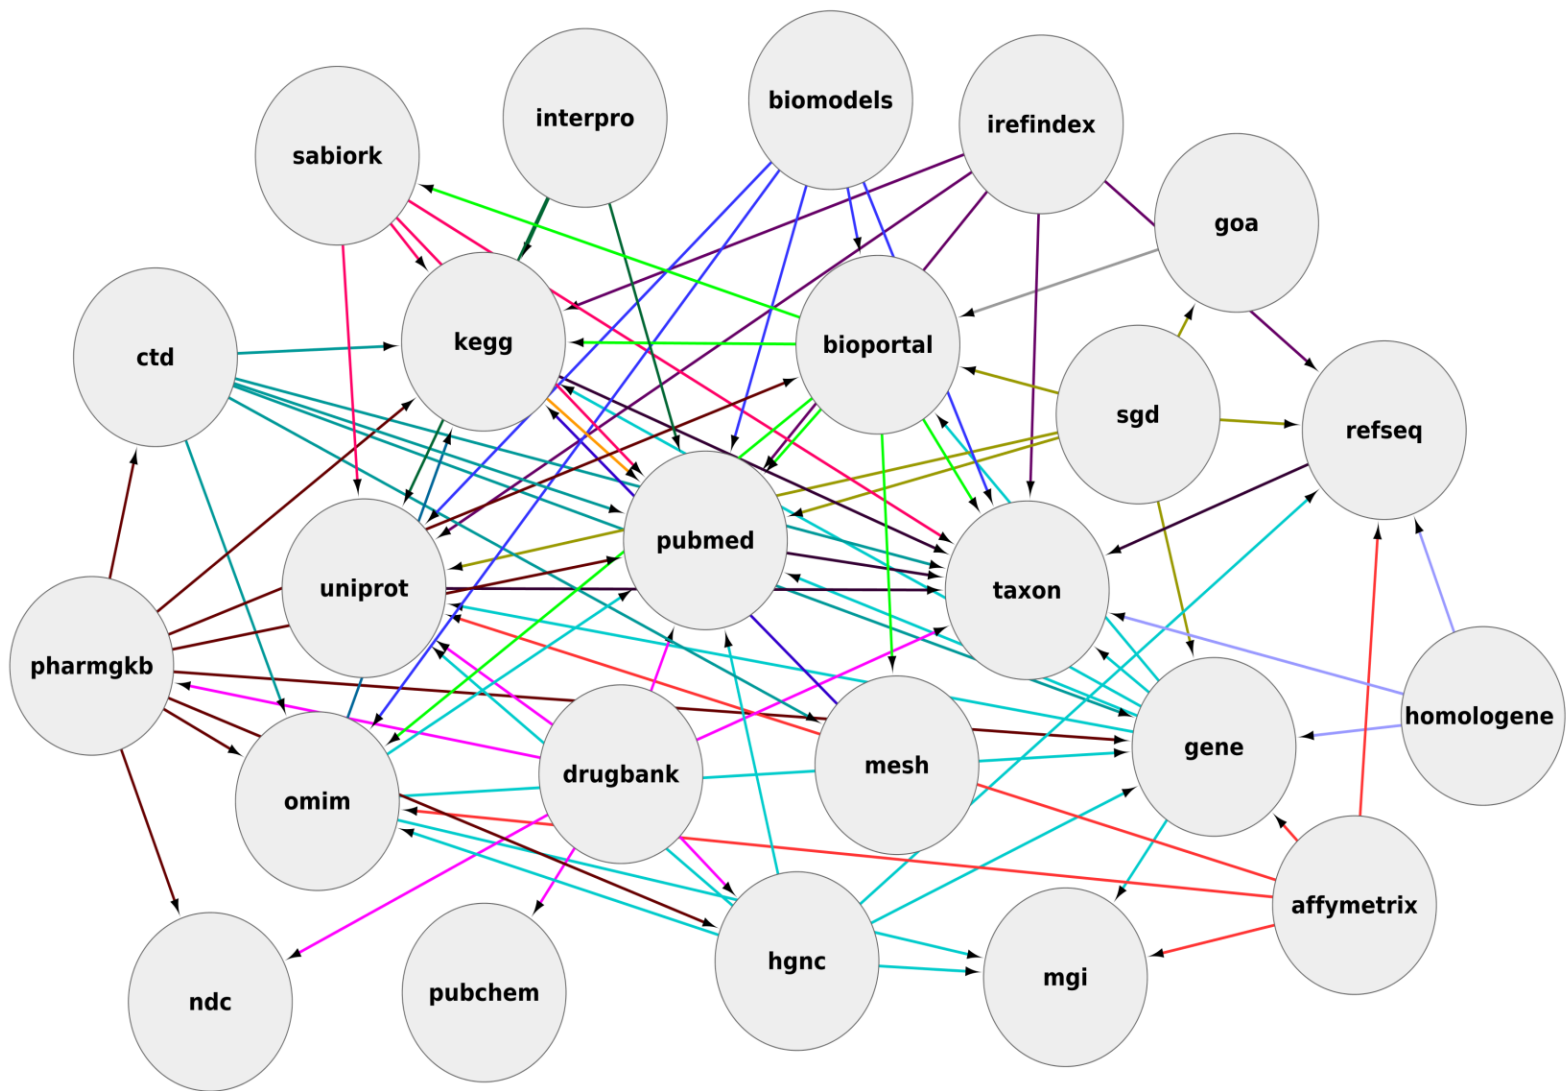 biomodels
interpro
irefindex
sabiork
goa
kegg
bioportal
ctd
sgd
refseq
pubmed
uniprot
taxon
pharmgkb
homologene
gene
mesh
drugbank
omim
affymetrix
hgnc
mgi
pubchem
ndc